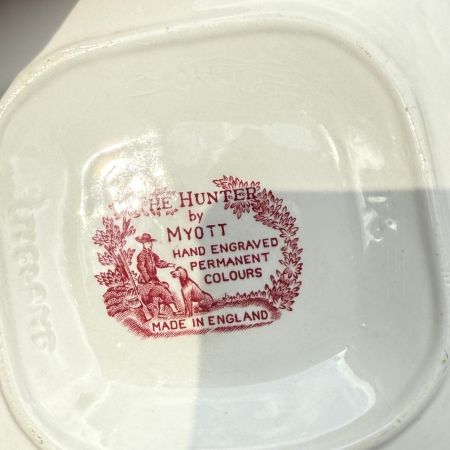 THE HUNTER
by
MYOTT
HAND ENGRAVED
PERMANENT
COLOURS
MADE IN ENGLAND